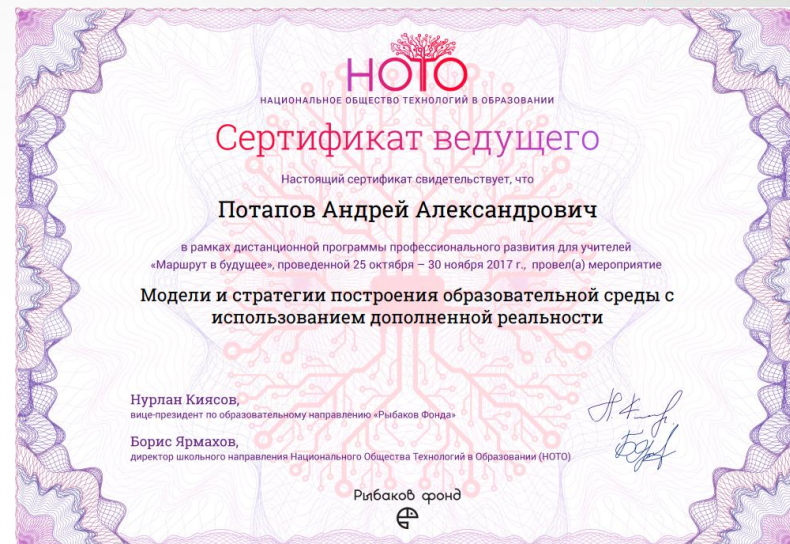 НОТО
НАЦИОНАЛЬНОЕ ОБЩЕСТВО ТЕХНОЛОГИЙ В ОБРАЗОВАНИИ
Сертификат ведущего
Настоящий сертификат свидетельствует, что
Потапов Андрей Александрович
в рамках дистанционной программы профессионального развития для учителей
«Маршрут в будущее», проведенной 25 октября – 30 ноября 2017 г., провел(а) мероприятие
Модели и стратегии построения образовательной среды с
использованием дополненной реальности
Нурлан Киясов,
вице-президент по образовательному направлению «Рыбаков Фонда»
Борис Ярмахов,
директор школьного направления Национального Общества Технологий в Образовании (НОТО)
Рыбаков фонд